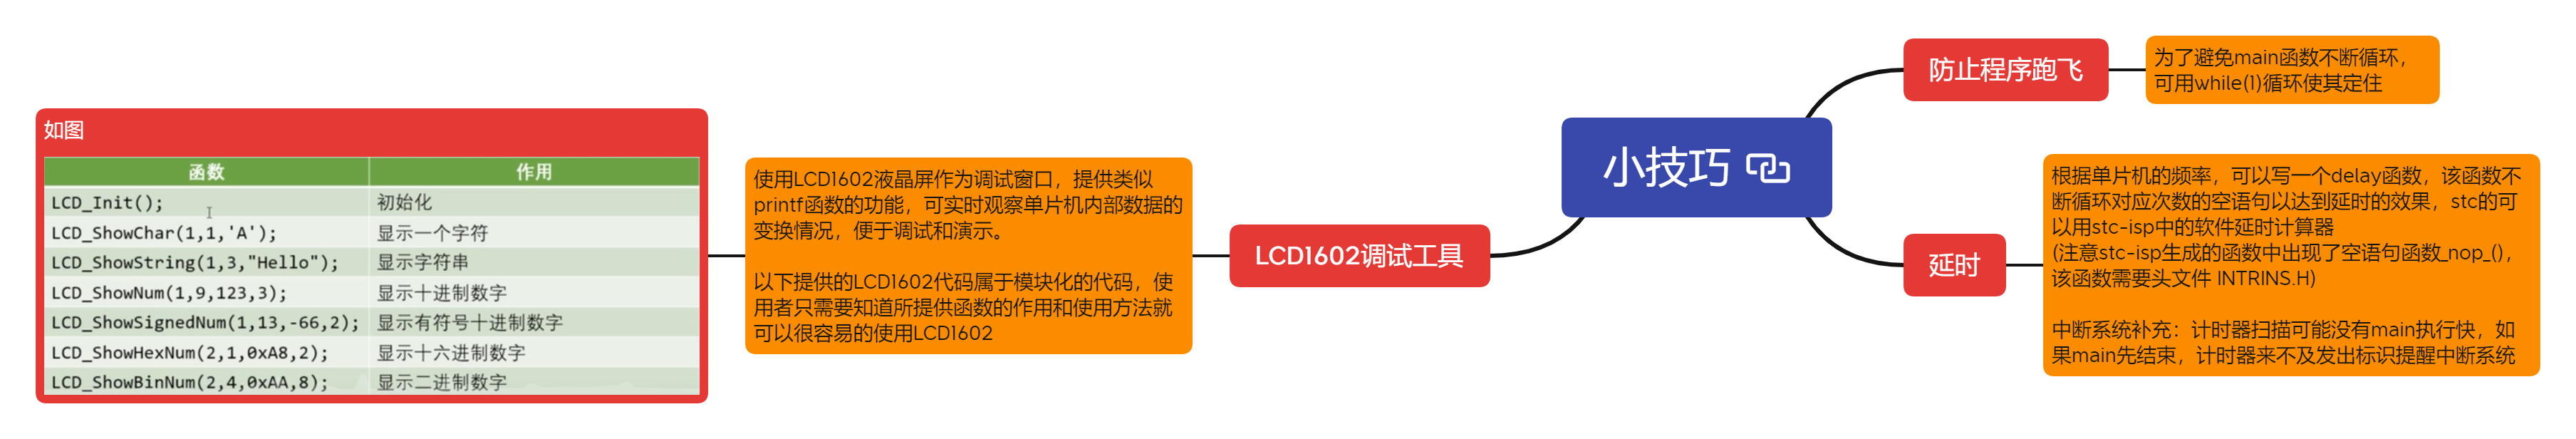 小技巧
防止程序跑飞
为了避免main函数不断循环，
可用while(1)循环使其定住
延时
根据单片机的频率，可以写一个delay函数，该函数不
断循环对应次数的空语句以达到延时的效果，stc的可
以用stc-isp中的软件延时计算器
(注意stc-isp生成的函数中出现了空语句函数_nop_()，
该函数需要头文件 INTRINS.H)
中断系统补充：计时器扫描可能没有main执行快，如
果main先结束，计时器来不及发出标识提醒中断系统
LCD1602调试工具
使用LCD1602液晶屏作为调试窗口，提供类似
printf函数的功能，可实时观察单片机内部数据的
变换情况，便于调试和演示。
以下提供的LCD1602代码属于模块化的代码，使
用者只需要知道所提供函数的作用和使用方法就
可以很容易的使用LCD1602
如图
函数 作用
LCD_Init(); 初始化
LCD_ShowChar(1,1,'A'); 显示一个字符
LCD_ShowString(1,3,"Hello"); 显示字符串
LCD_ShowNum(1,9,123,3); 显示十进制数字
LCD_ShowSignedNum(1,13,-66,2); 显示有符号十进制数字
LCD_ShowHexNum(2,1,0xA8,2); 显示十六进制数字
LCD_ShowBinNum(2,4,0xAA,8); 显示二进制数字